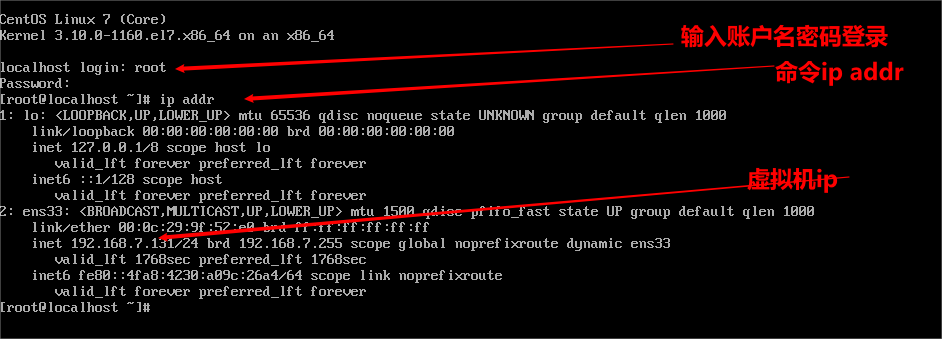 CentOS Linux 7 (Core)
Kernel 3.10.0-1160.el7.x86_64 on an x86_64
输入账户名密码登录
localhost login: root
命令ip addr
Password:
[root@localhost ~]# ip addr
1: lo: <LOOPBACK,UP,LOWER_UP> mtu 65536 qdisc noqueue state UNKNOWN group default qlen 1000
link/loopback 00:00:00:00:00:00 brd 00:00:00:00:00:00
inet 127.0.0.1/8 scope host lo
valid_lft forever preferred_lft forever
inet6 ::1/128 scope host
虚拟机ip
valid_lft forever preferred_lft forever
2: ens33: <BROADCAST,MULTICAST,UP,LOWER_UP> mtu 1500 qdisc pfifo_fast state UP group default qlen 1000
link/ether 00:0c:29:9f:52:e0 brd ff:ff:ff:ff:ff:ff
inet 192.168.7.131/24 brd 192.168.7.255 scope global noprefixroute dynamic ens33
valid_lft 1768sec preferred_lft 1768sec
inet6 fe80::4fa8:4230:a09c:26a4/64 scope link noprefixroute
valid_lft forever preferred_lft forever
[root@localhost ~]#